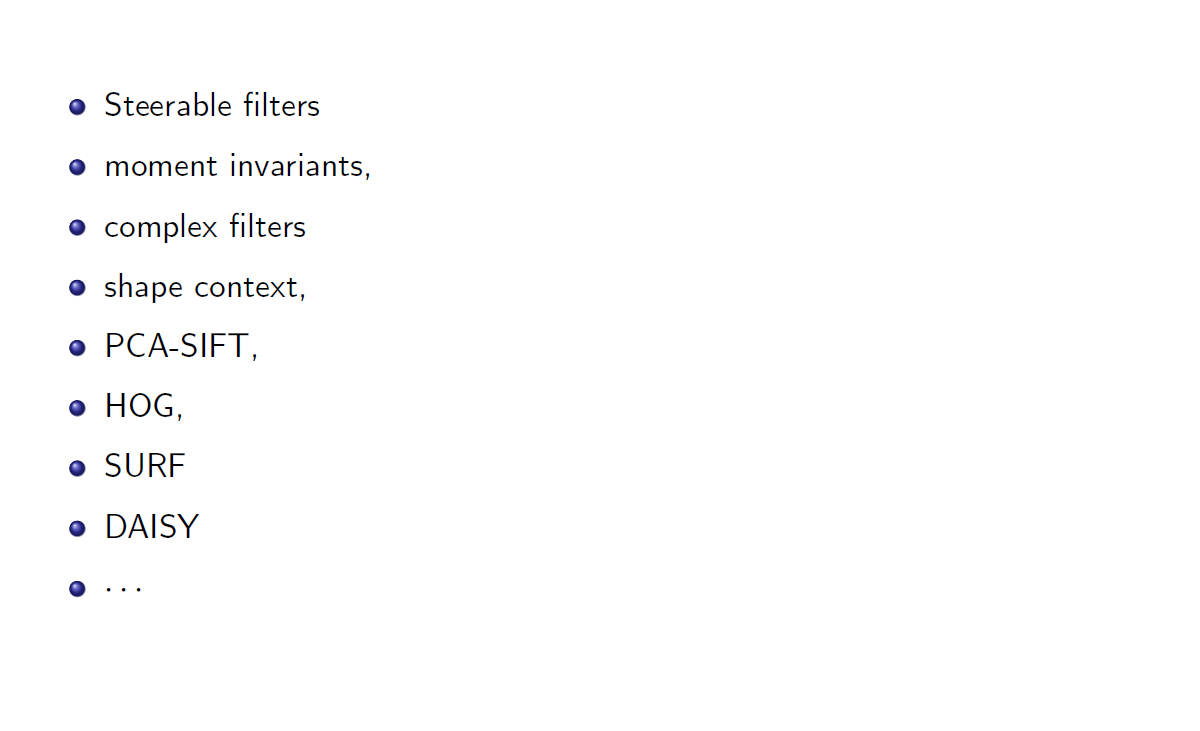 Steerable filters
moment invariants,
complex filters
shape context,
PCA-SIFT,
HOG,
SURF
DAISY
...